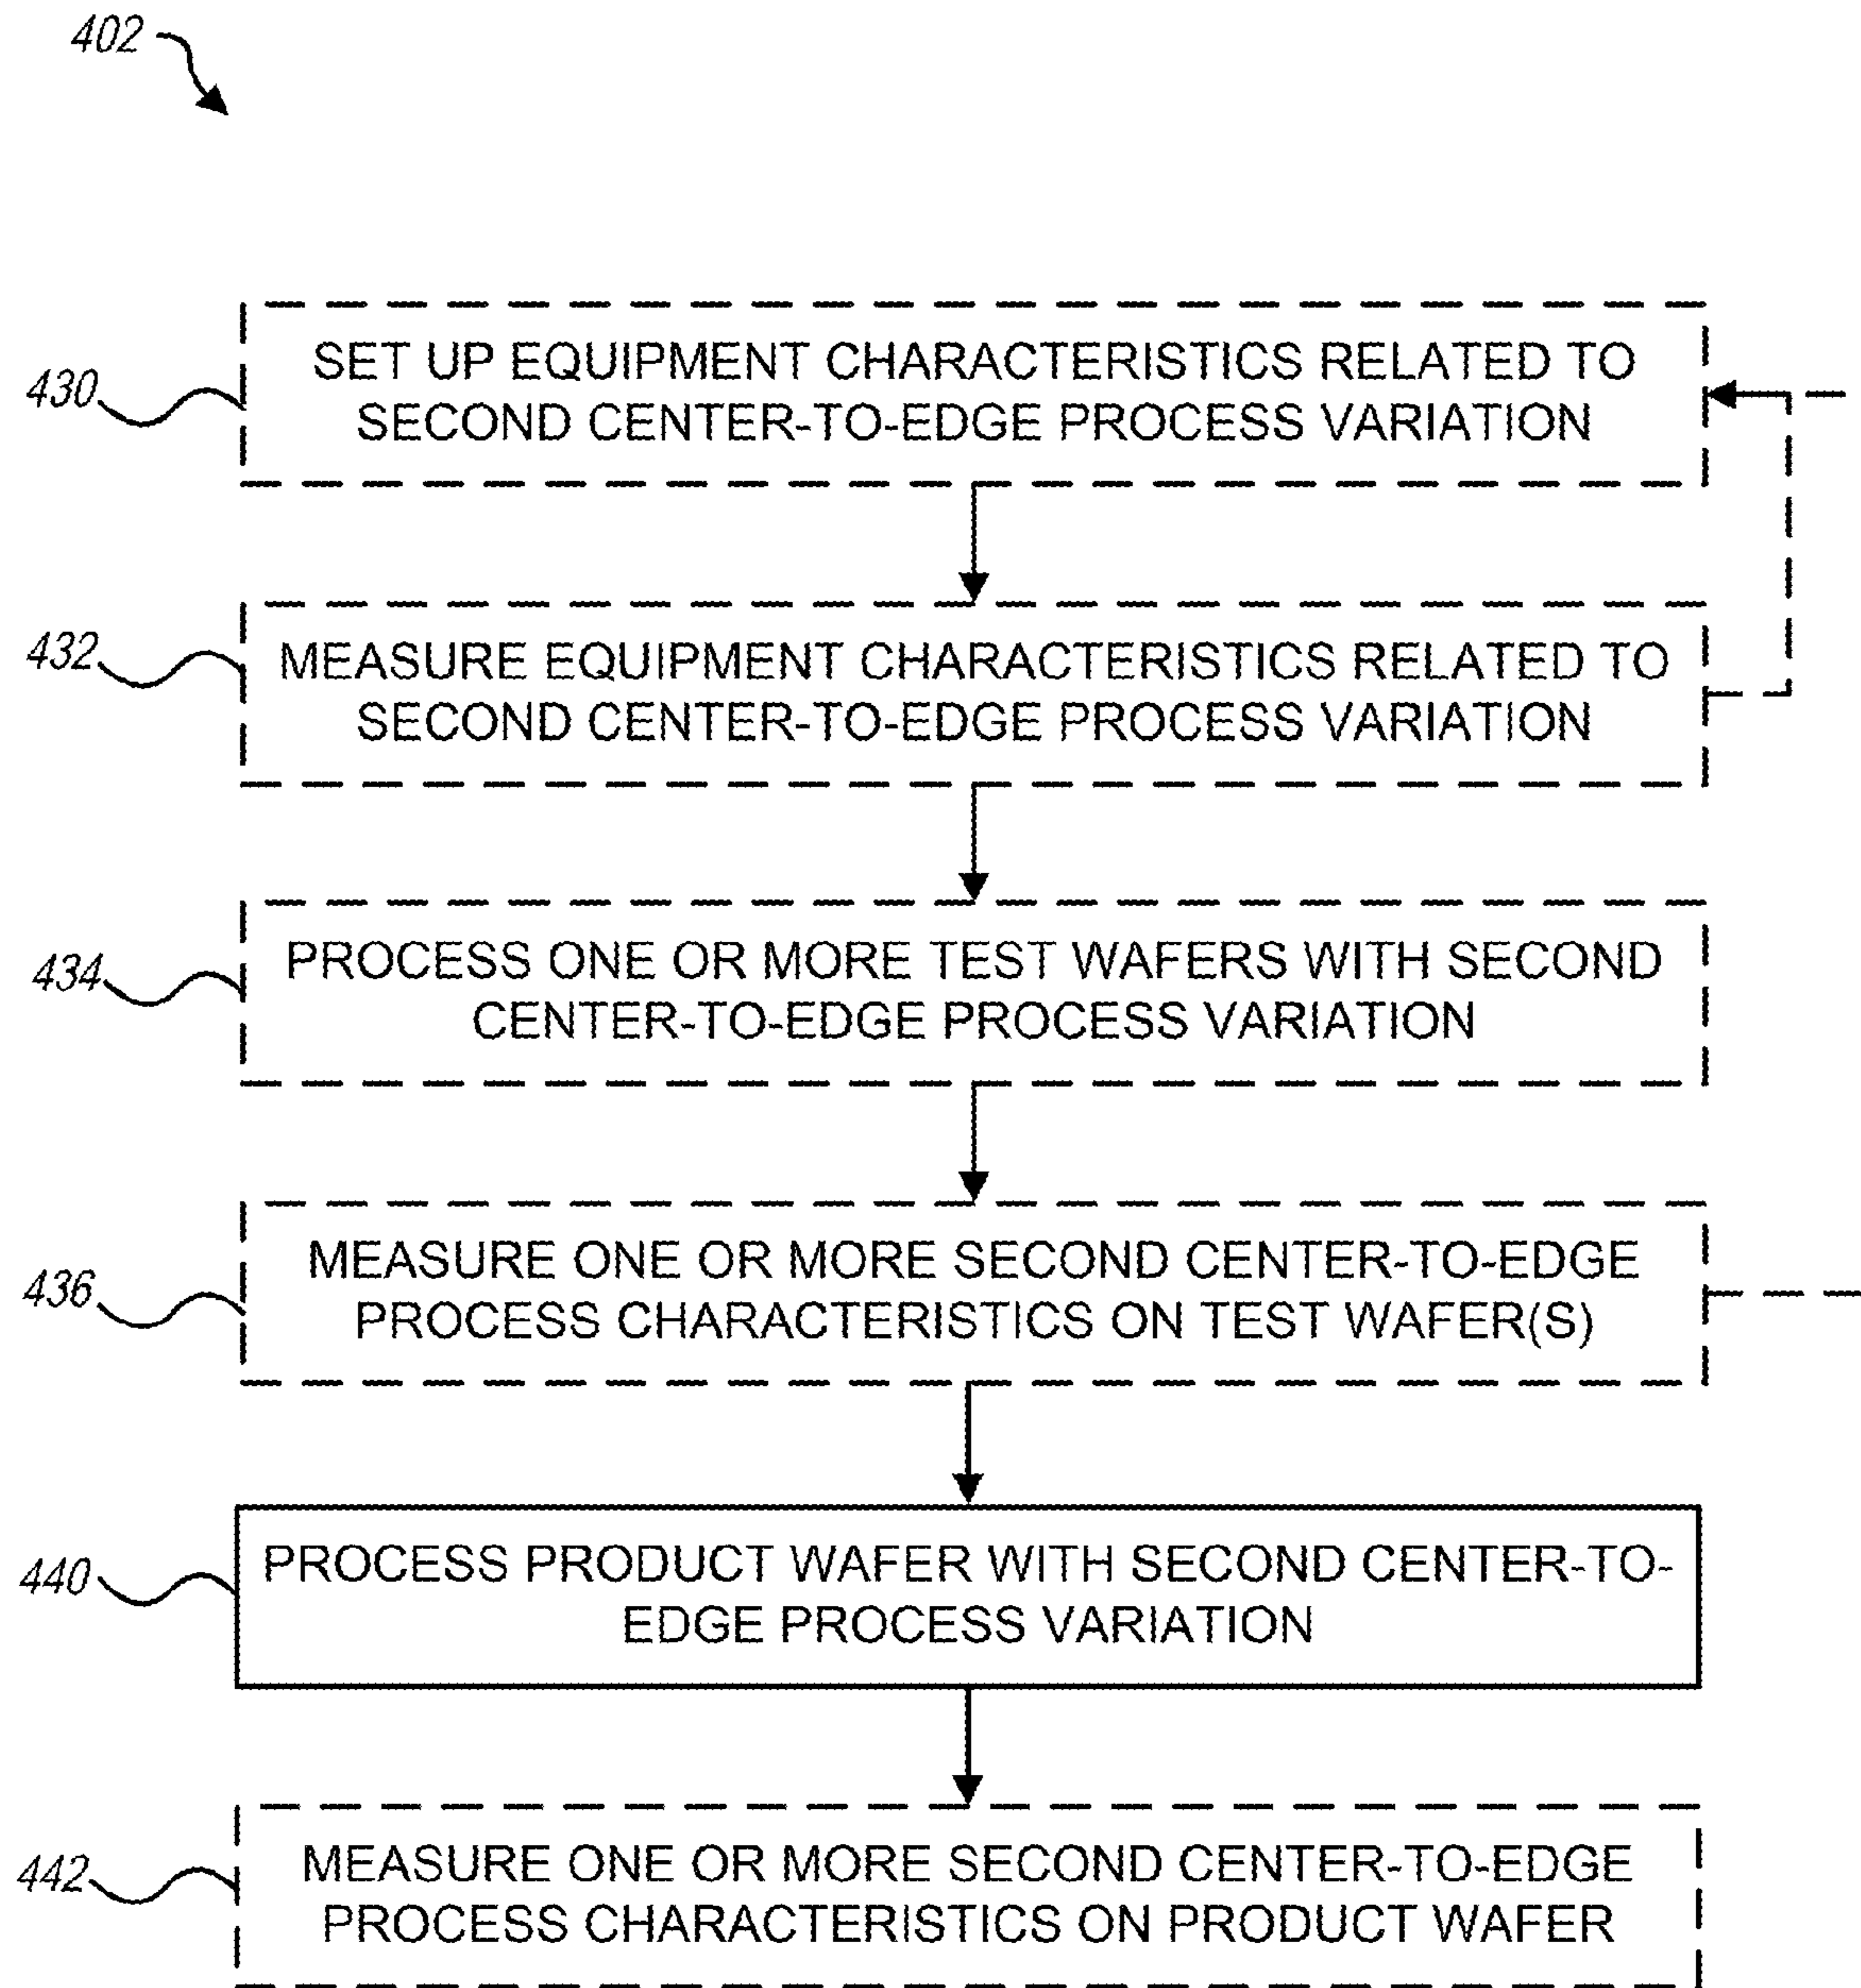 402
430
SET UP EQUIPMENT CHARACTERISTICS RELATED TO
SECOND CENTER-TO-EDGE PROCESS VARIATION
432
MEASURE EQUIPMENT CHARACTERISTICS RELATED TO
SECOND CENTER-TO-EDGE PROCESS VARIATION
434
PROCESS ONE OR MORE TEST WAFERS WITH SECOND
CENTER-TO-EDGE PROCESS VARIATION
436
MEASURE ONE OR MORE SECOND CENTER-TO-EDGE
PROCESS CHARACTERISTICS ON TEST WAFER(S)
440
PROCESS PRODUCT WAFER WITH SECOND CENTER-TO-
EDGE PROCESS VARIATION
442
MEASURE ONE OR MORE SECOND CENTER-TO-EDGE
PROCESS CHARACTERISTICS ON PRODUCT WAFER